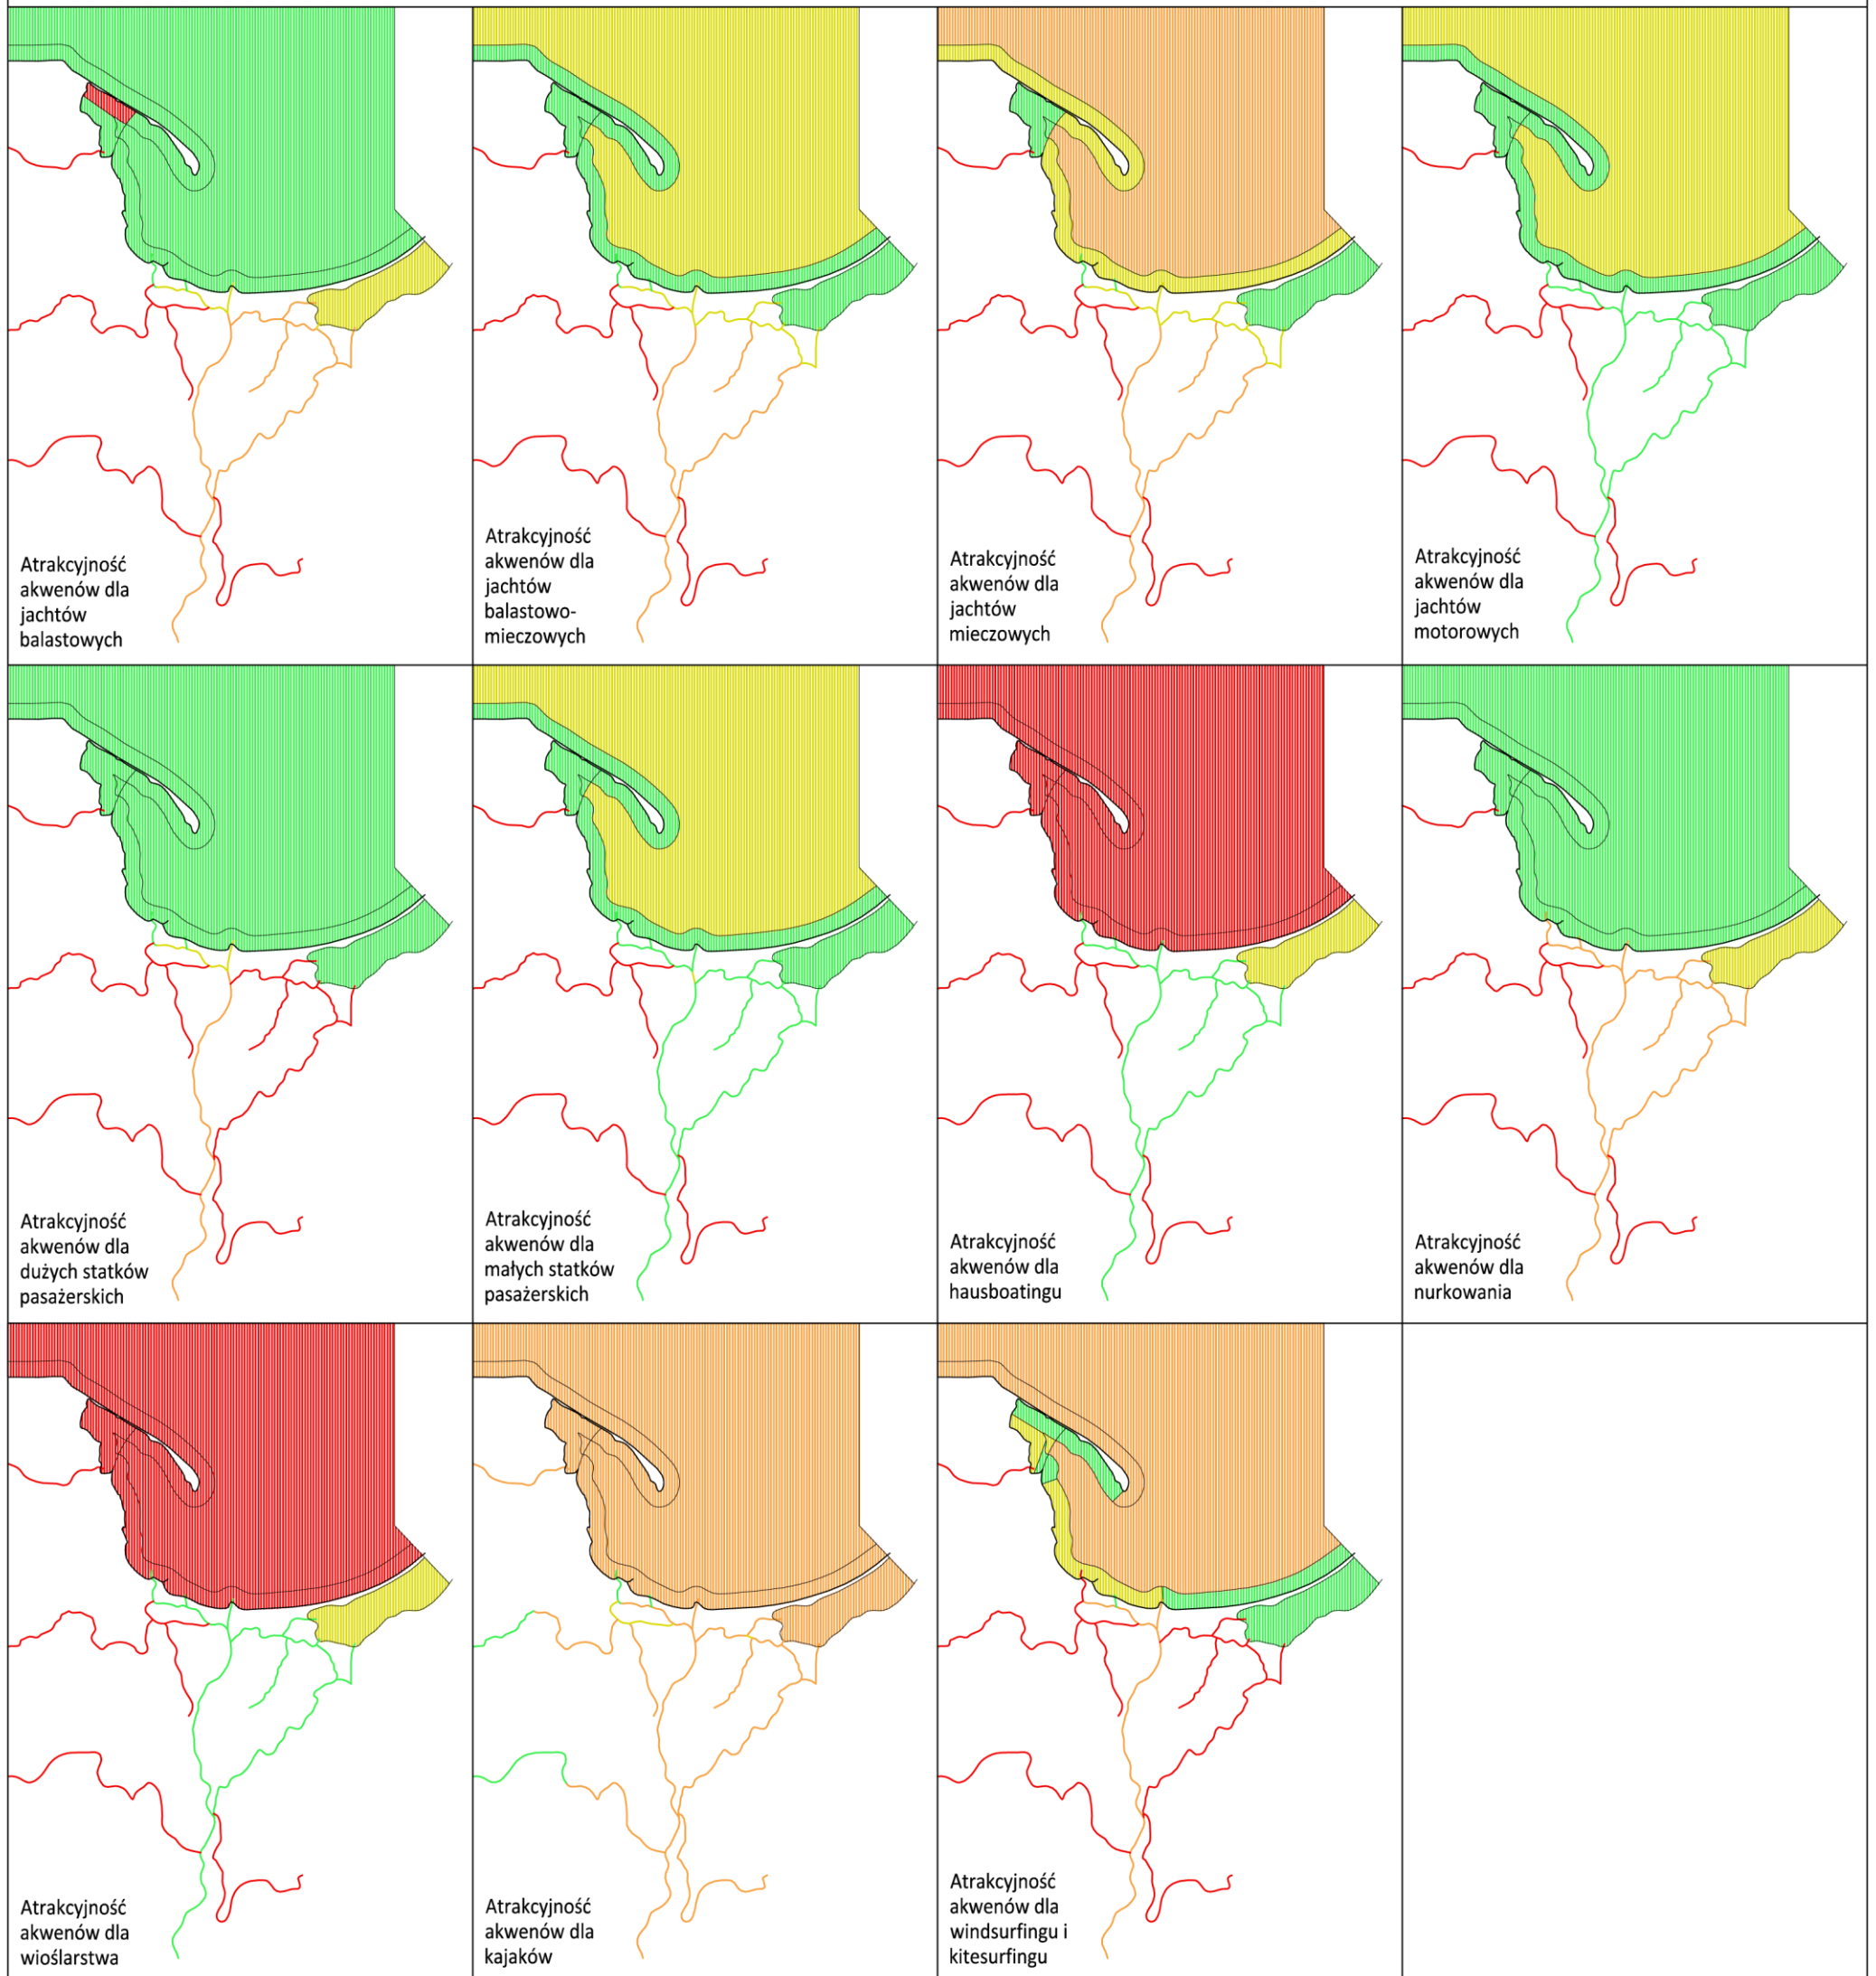 Atrakcyjność
akwenów dla
jachtów
balastowych
Atrakcyjność
akwenów dla
jachtów
balastowo-
mieczowych
Atrakcyjność
akwenów dla
jachtów
mieczowych
Atrakcyjność
akwenów dla
jachtów
motorowych
Atrakcyjność
akwenów dla
dużych statków
pasażerskich
Atrakcyjność
akwenów dla
małych statków
pasażerskich
Atrakcyjność
akwenów dla
hausboatingu
Atrakcyjność
akwenów dla
nurkowania
Atrakcyjność
akwenów dla
wioślarstwa
Atrakcyjność
akwenów dla
kajaków
Atrakcyjność
akwenów dla
windsurfingu i
kitesurfingu